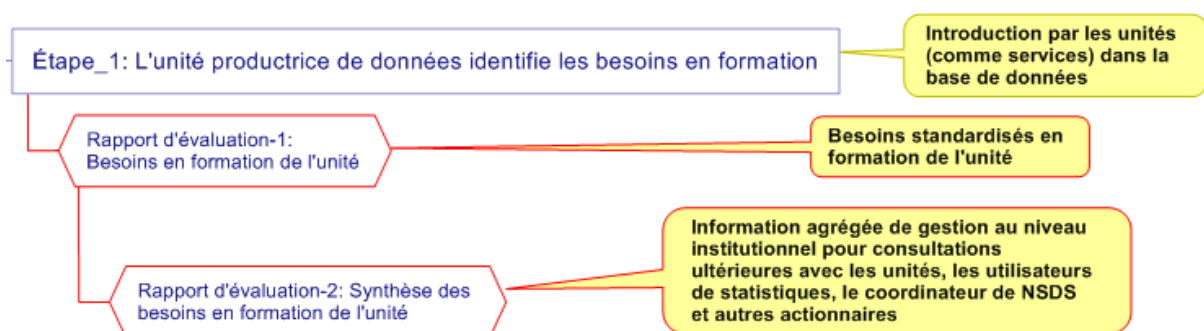 Étape_1: L'unité productrice de données identifie les besoins en formation
Introduction par les unités
(comme services) dans la
base de données
Rapport d'évaluation-1:
Besoins en formation de l'unité
Besoins standardisés en
formation de l'unité
Rapport d'évaluation-2: Synthèse des
besoins en formation de l'unité
Information agrégée de gestion au niveau
institutionnel pour consultations
ultérieures avec les unités, les utilisateurs
de statistiques, le coordinateur de NSDS
et autres actionnaires